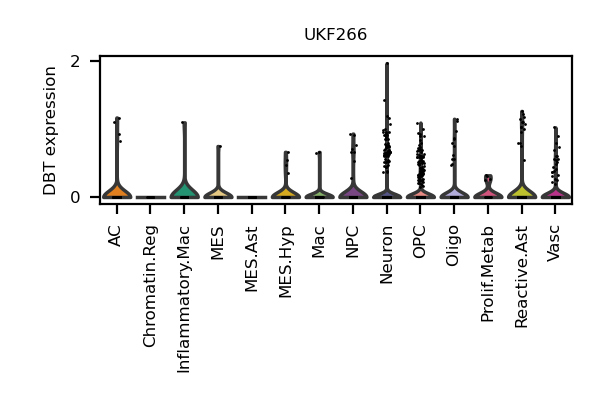 UKF266
DBT expression
2
0
AC
Chromatin.Reg
Inflammatory.Mac
MES
MES.Ast
MES.Hyp
Mac
NPC
Neuron
OPC
Oligo
Prolif.Metab
Reactive.Ast
Vasc